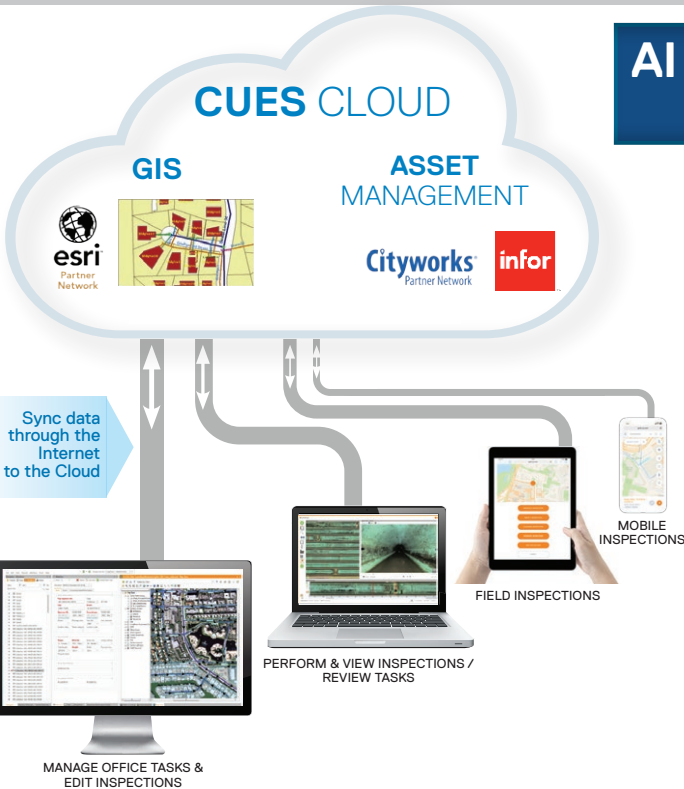 AI
CUES CLOUD
GIS
ASSET
MANAGEMENT
esri
Partner
Network
Cityworks
Partner Network
infor
Sync data
through the
Internet
to the Cloud
MOBILE
INSPECTIONS
FIELD INSPECTIONS
PERFORM & VIEW INSPECTIONS /
REVIEW TASKS
MANAGE OFFICE TASKS &
EDIT INSPECTIONS